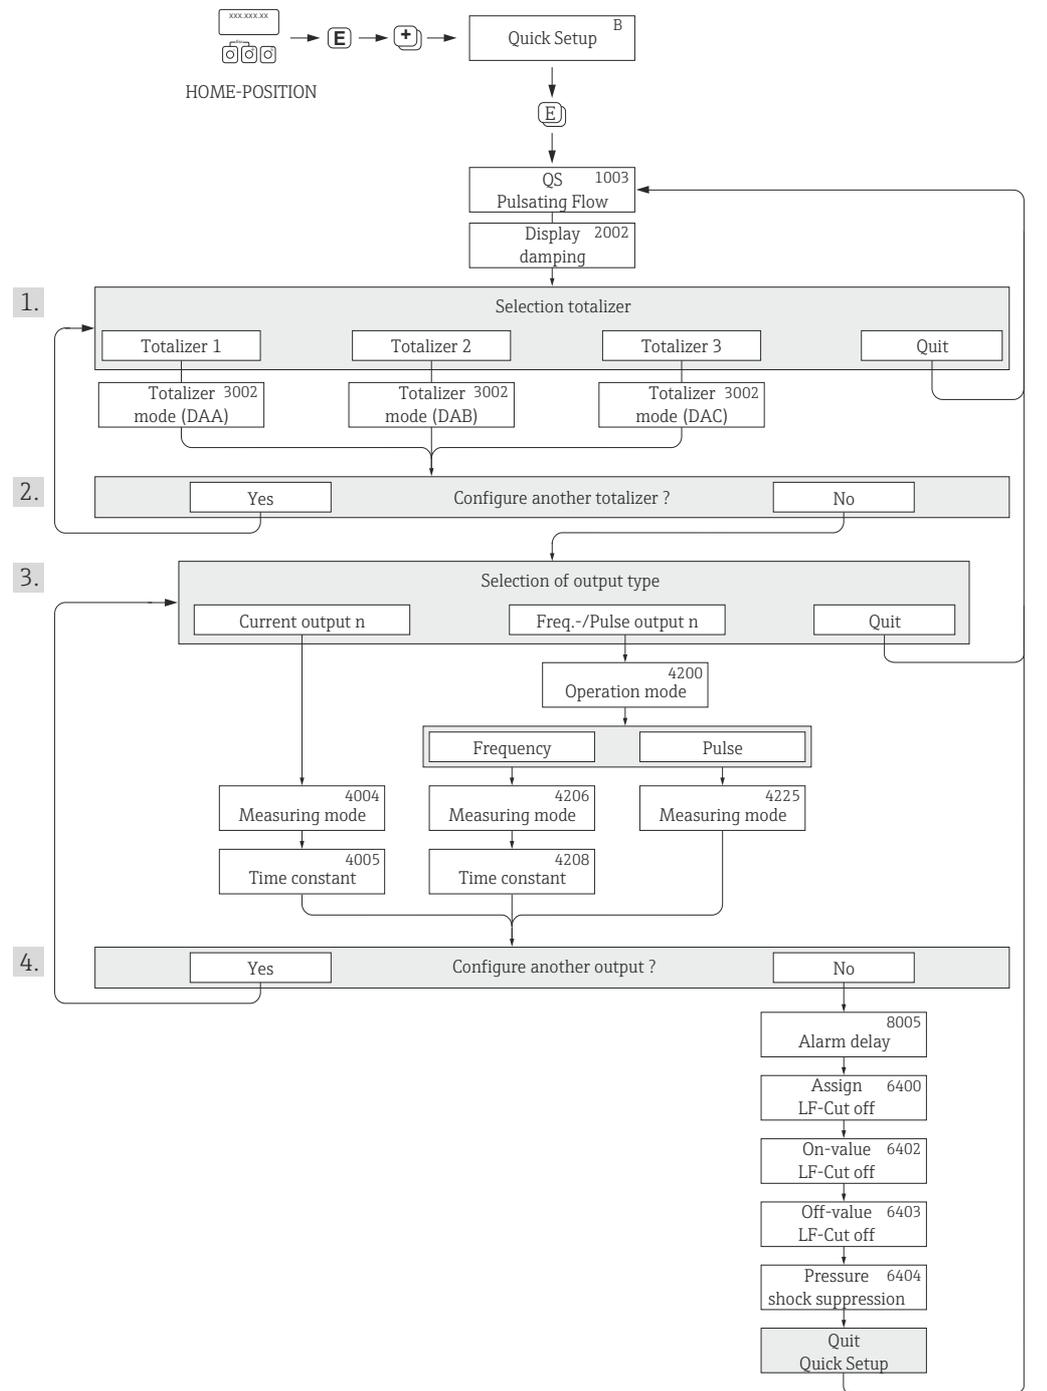 xxx.xxx.xx
E
+
Quick Setup B
HOME-POSITION
E
QS 1003
Pulsating Flow
Display 2002
damping
1.
Selection totalizer
Totalizer 1
Totalizer 2
Totalizer 3
Quit
Totalizer 3002
mode (DAA)
Totalizer 3002
mode (DAB)
Totalizer 3002
mode (DAC)
2.
Yes
Configure another totalizer ?
No
3.
Selection of output type
Current output n
Freq.-/Pulse output n
Quit
4200
Operation mode
Frequency
Pulse
4004
Measuring mode
4206
Measuring mode
4225
Measuring mode
4005
Time constant
4208
Time constant
4.
Yes
Configure another output ?
No
8005
Alarm delay
Assign 6400
LF-Cut off
On-value 6402
LF-Cut off
Off-value 6403
LF-Cut off
Pressure 6404
shock suppression
Quit
Quick Setup